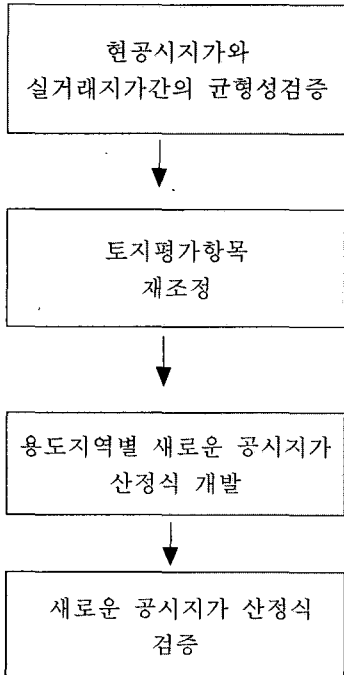 현공시지가와
실거래지가간의 균형성검증
토지평가항목
재조정
용도지역별 새로운 공시지가
산정식 개발
새로운 공시지가 산정식
검증